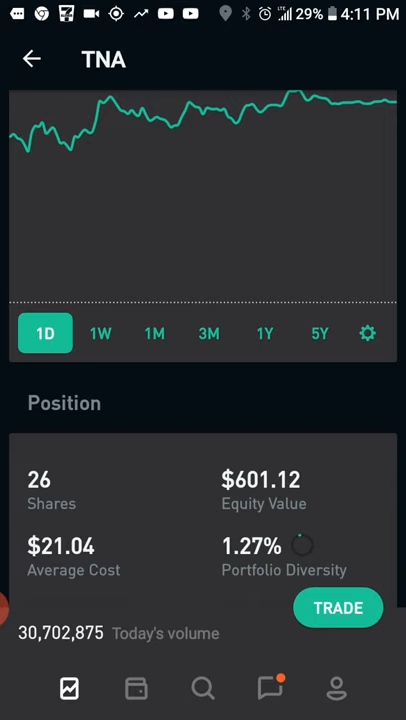 LTE 29% 4:11 PM
TNA
1D 1W 1M 3M 1Y 5Y
Position
26 $601.12
Shares Equity Value
$21.04 1.27%
Average Cost Portfolio Diversity
TRADE
30,702,875 Today's volume